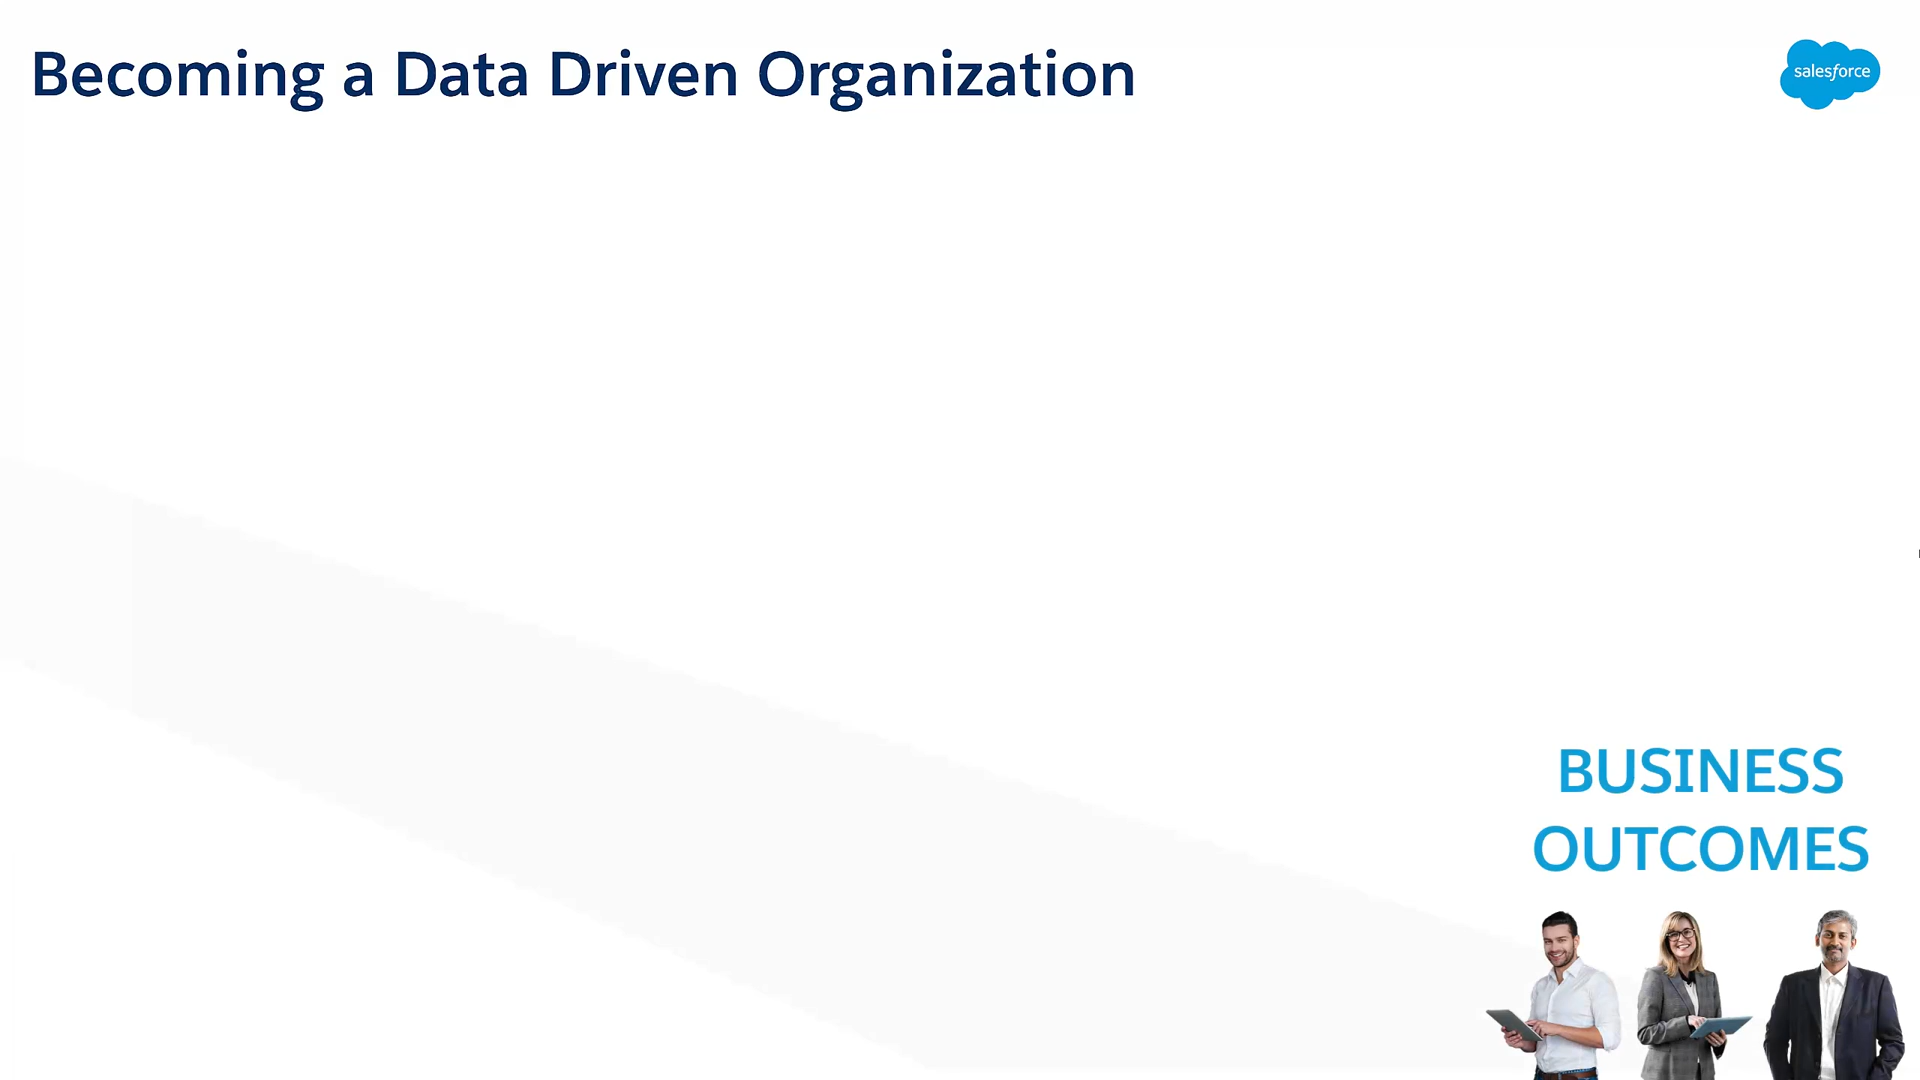 Becoming a Data Driven Organization
salesforce
BUSINESS
OUTCOMES